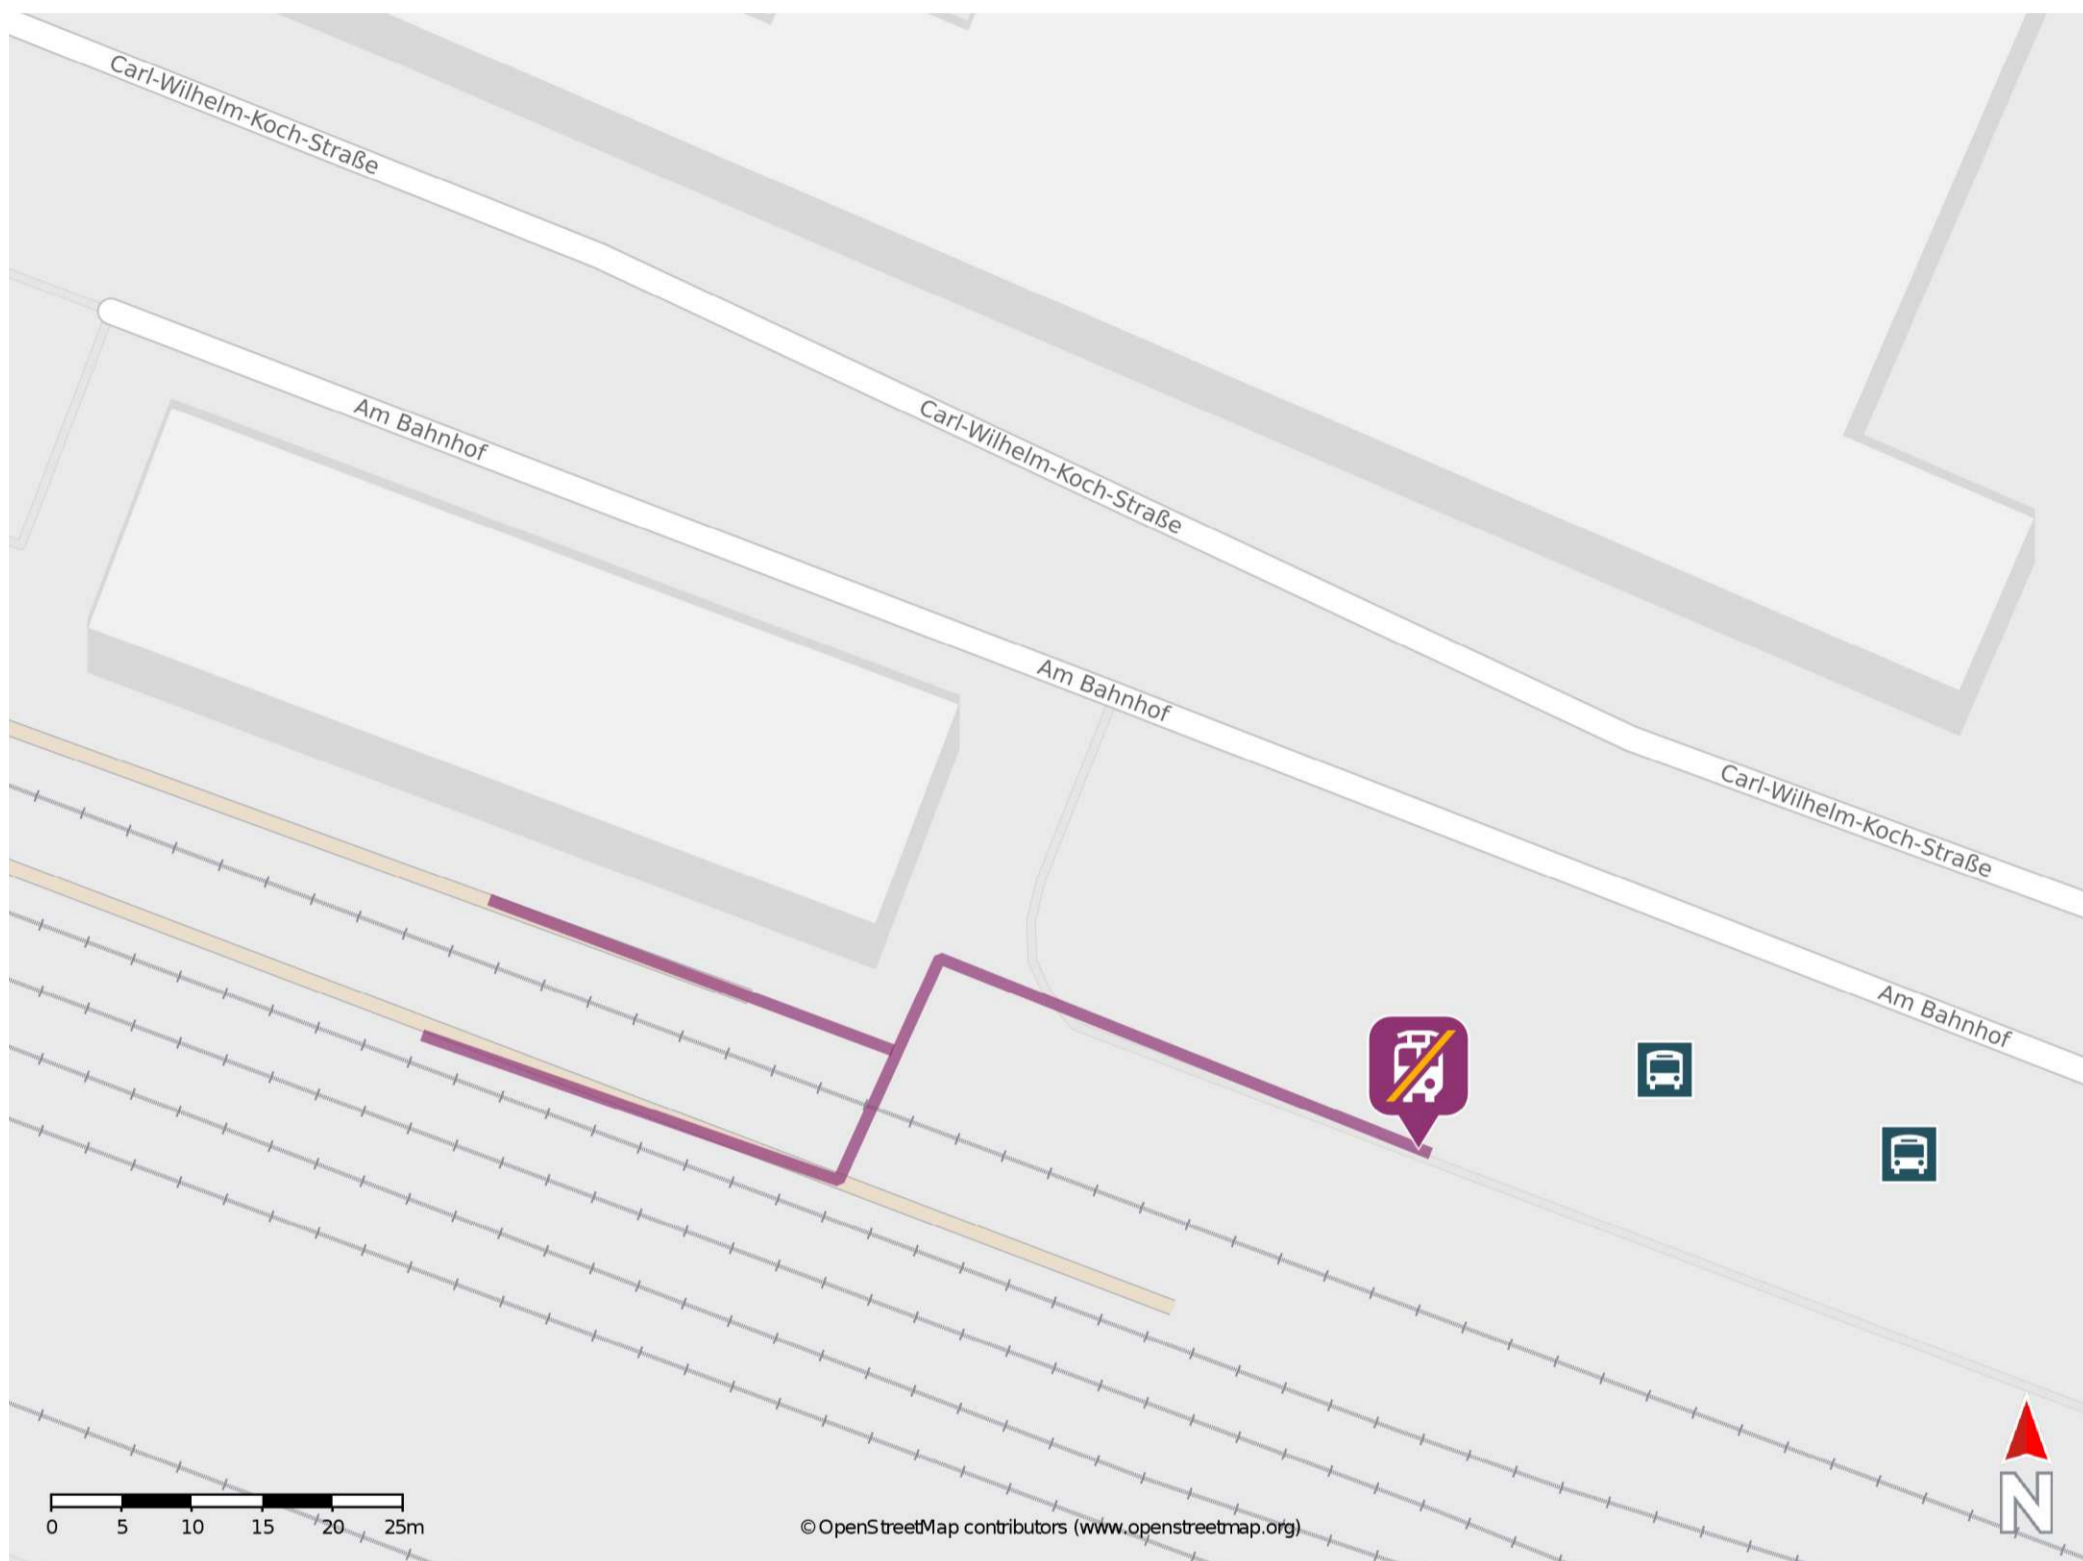 Carl-Wilhelm-Koch-Straße
Am Bahnhof
Carl-Wilhelm-Koch-Straße
Am Bahnhof
Carl-Wilhelm-Koch-Straße
Am Bahnhof
N
0 5 10 15 20 25m
© OpenStreetMap contributors (www.openstreetmap.org)